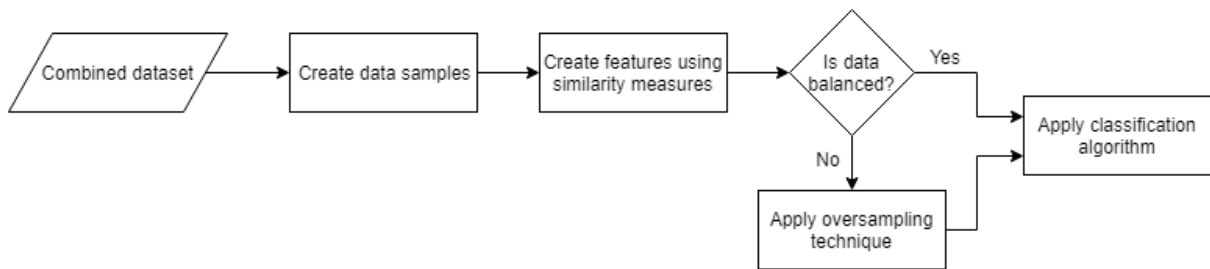 Combined dataset
Create data samples
Create features using
similarity measures
Is data
balanced?
Yes
No
Apply oversampling
technique
Apply classification
algorithm